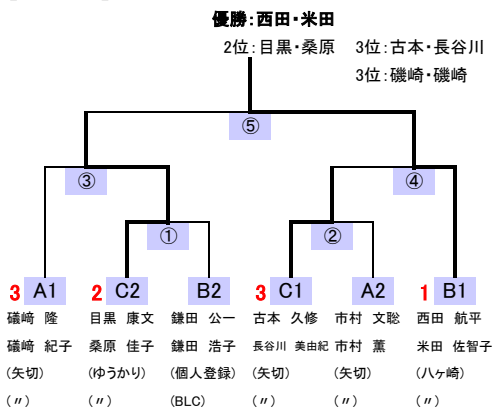 優勝：西田・米田
2位：目黒・桑原　3位：古本・長谷川
3位：磯崎・磯崎
⑤
③　④
①　②
3 A1　2 C2　B2　3 C1　A2　1 B1
礒﨑　隆　目黒　康文　鎌田　公一　古本　久修　市村　文聡　西田　航平
礒﨑　紀子　桑原　佳子　鎌田　浩子　長谷川　美由紀　市村　薫　米田　佐智子
(矢切)　(ゆうかり)　(個人登録)　(矢切)　(矢切)　(八ヶ崎)
(〃)　(〃)　(BLC)　(〃)　(〃)　(〃)